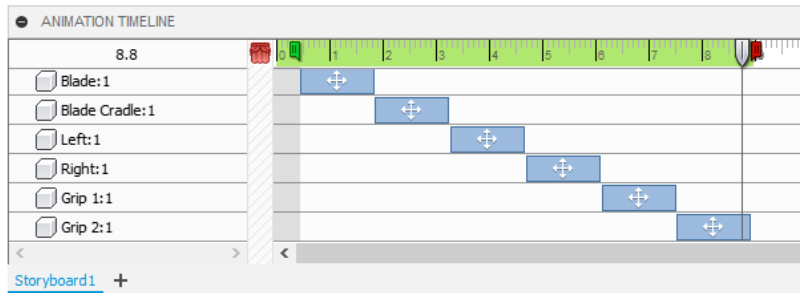 ANIMATION TIMELINE
8.8
0 1 2 3 4 5 6 7 8
Blade:1
Blade Cradle:1
Left:1
Right:1
Grip 1:1
Grip 2:1
Storyboard1 +